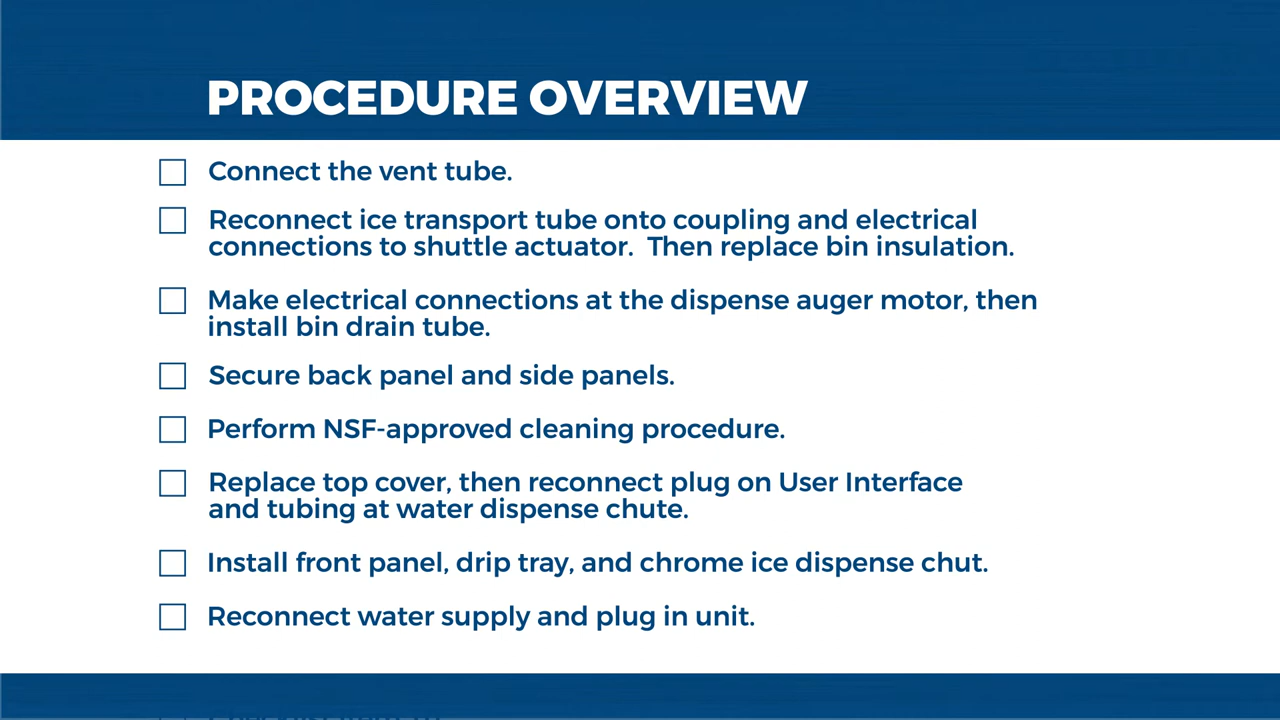 PROCEDURE OVERVIEW
Connect the vent tube.
Reconnect ice transport tube onto coupling and electrical
connections to shuttle actuator.  Then replace bin insulation.
Make electrical connections at the dispense auger motor, then
install bin drain tube.
Secure back panel and side panels.
Perform NSF-approved cleaning procedure.
Replace top cover, then reconnect plug on User Interface
and tubing at water dispense chute.
Install front panel, drip tray, and chrome ice dispense chut.
Reconnect water supply and plug in unit.